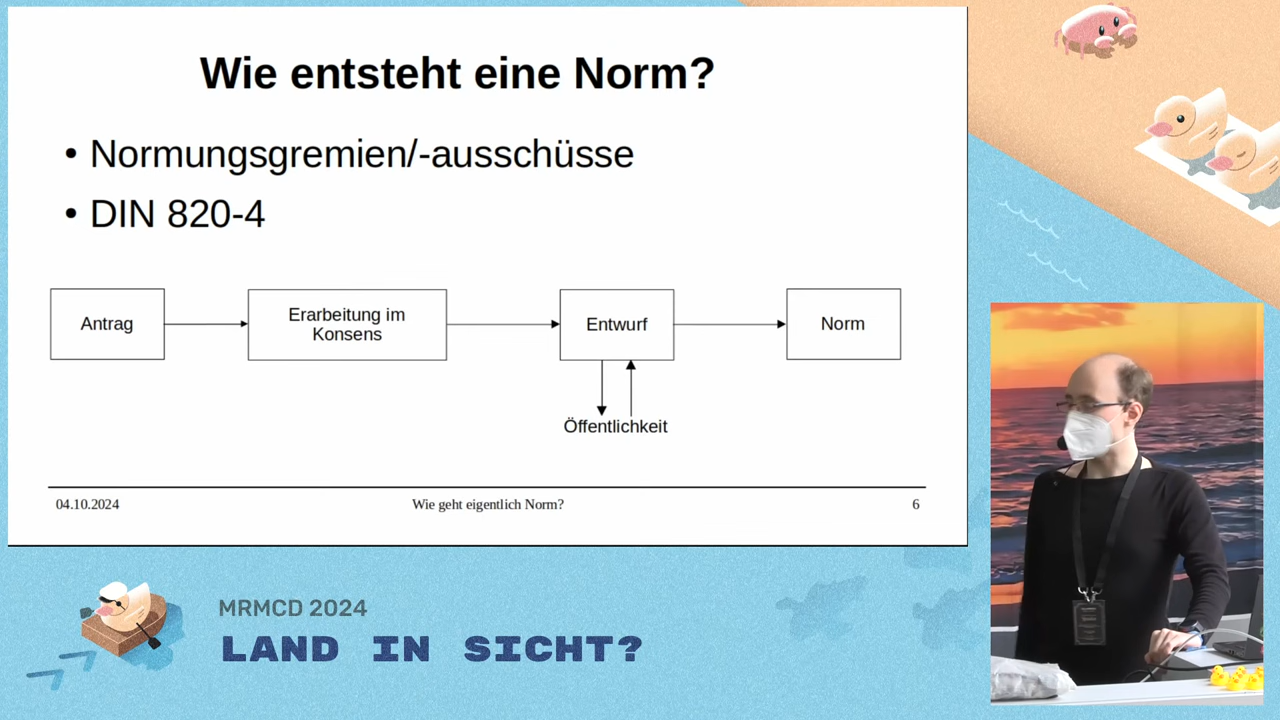 Wie entsteht eine Norm?
• Normungsgremien/-ausschüsse
• DIN 820-4
Antrag
Erarbeitung im
Konsens
Entwurf
Norm
Öffentlichkeit
04.10.2024
Wie geht eigentlich Norm?
6
MRMCD 2024
LAND IN SICHT?